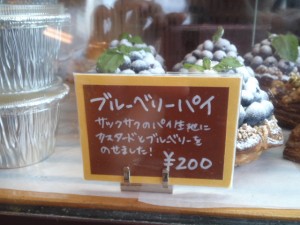 ブルーベリーパイ
サックサクのパイ生地に
カスタードとブルーベリーを
のせました!
¥200